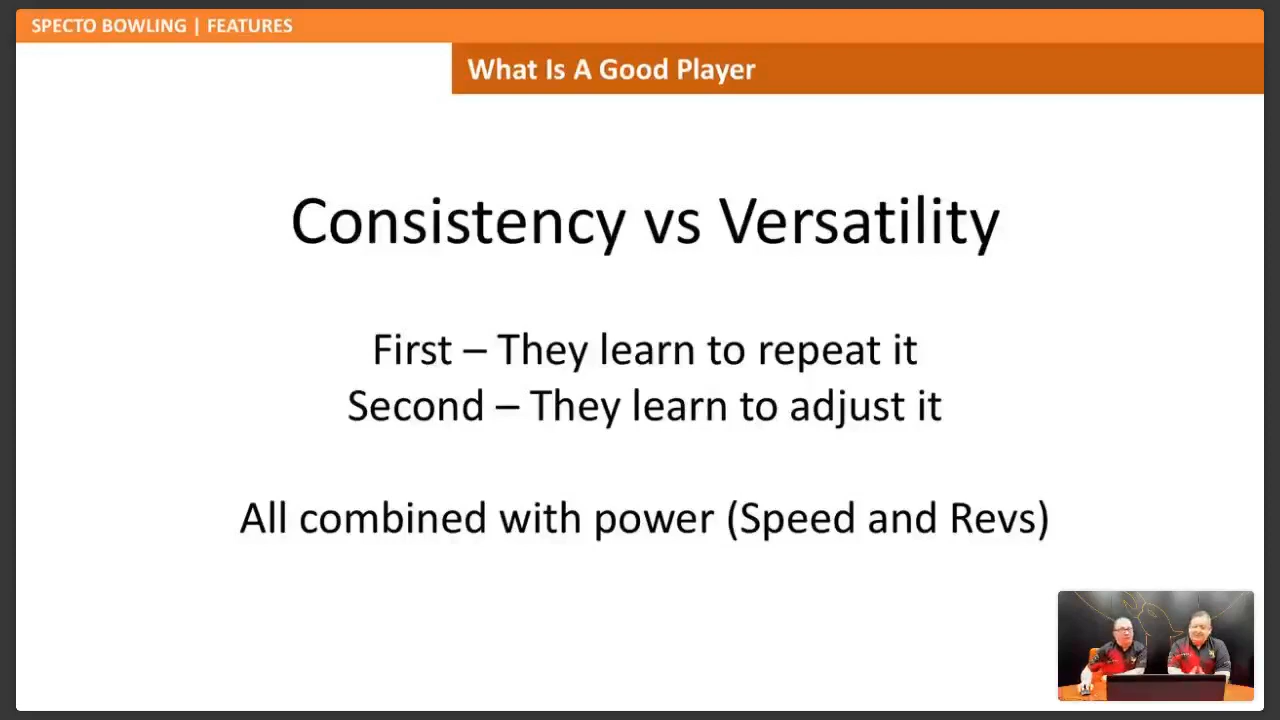 SPECTO BOWLING | FEATURES
What Is A Good Player
Consistency vs Versatility
First – They learn to repeat it
Second – They learn to adjust it
All combined with power (Speed and Revs)